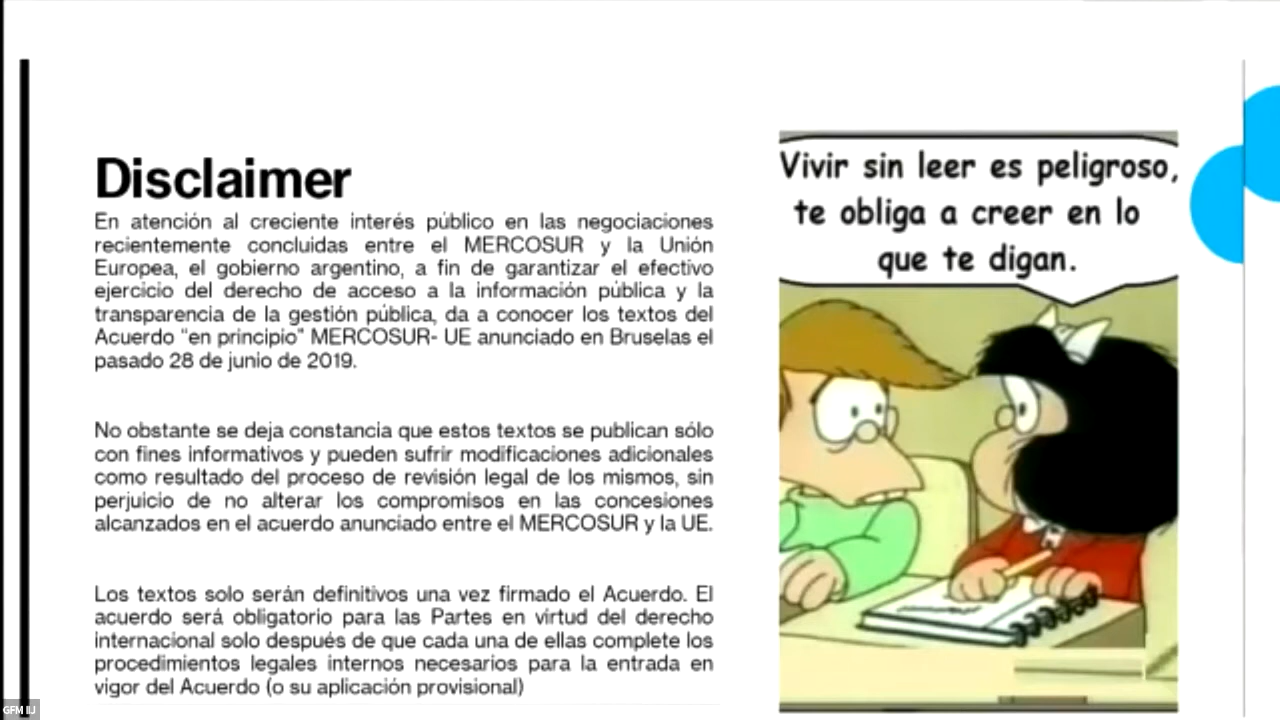 Disclaimer
En atención al creciente interés público en las negociaciones
recientemente concluidas entre el MERCOSUR y la Unión
Europea, el gobierno argentino, a fin de garantizar el efectivo
ejercicio del derecho de acceso a la información pública y la
transparencia de la gestión pública, da a conocer los textos del
Acuerdo "en principio" MERCOSUR- UE anunciado en Bruselas el
pasado 28 de junio de 2019.
No obstante se deja constancia que estos textos se publican sólo
con fines informativos y pueden sufrir modificaciones adicionales
como resultado del proceso de revisión legal de los mismos, sin
perjuicio de no alterar los compromisos en las concesiones
alcanzados en el acuerdo anunciado entre el MERCOSUR y la UE.
Los textos solo serán definitivos una vez firmado el Acuerdo. El
acuerdo será obligatorio para las Partes en virtud del derecho
internacional solo después de que cada una de ellas complete los
procedimientos legales internos necesarios para la entrada en
vigor del Acuerdo (o su aplicación provisional)
Vivir sin leer es peligroso,
te obliga a creer en lo
que te digan.
GFM IIJ